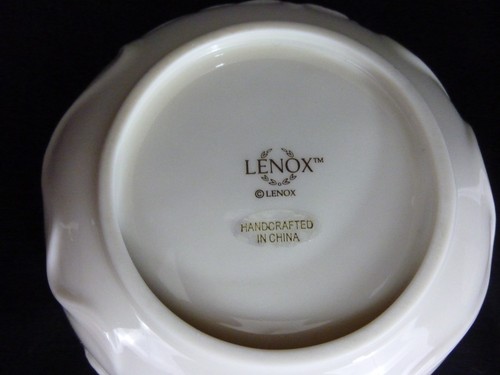 LENOX™
© LENOX
HANDCRAFTED
IN CHINA